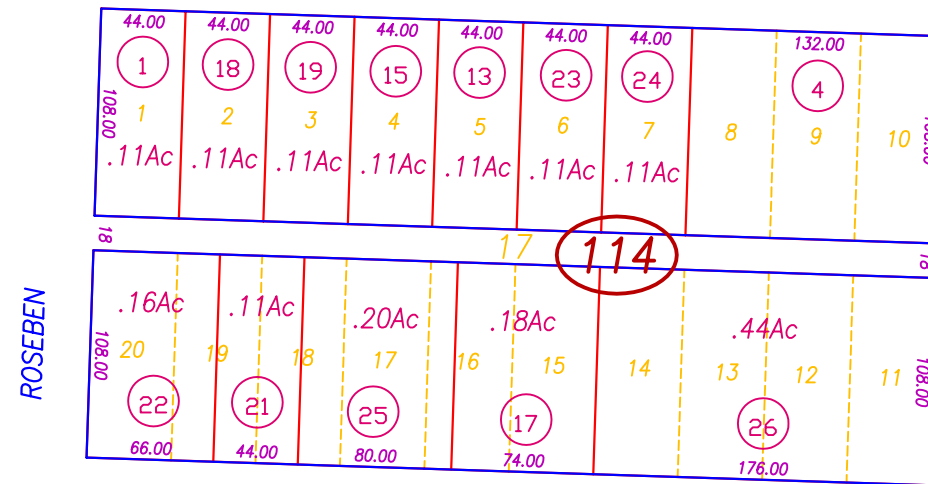 44.00 44.00 44.00 44.00 44.00 44.00 44.00 132.00
1 18 19 15 13 23 24 4
108.00
1 2 3 4 5 6 7 8 9 10
.11Ac .11Ac .11Ac .11Ac .11Ac .11Ac .11Ac
18 17 114 18
ROSEBEN
.16Ac .11Ac .20Ac .18Ac .44Ac
108.00 108.00
20 19 18 17 16 15 14 13 12 11
22 21 25 17 26
66.00 44.00 80.00 74.00 176.00